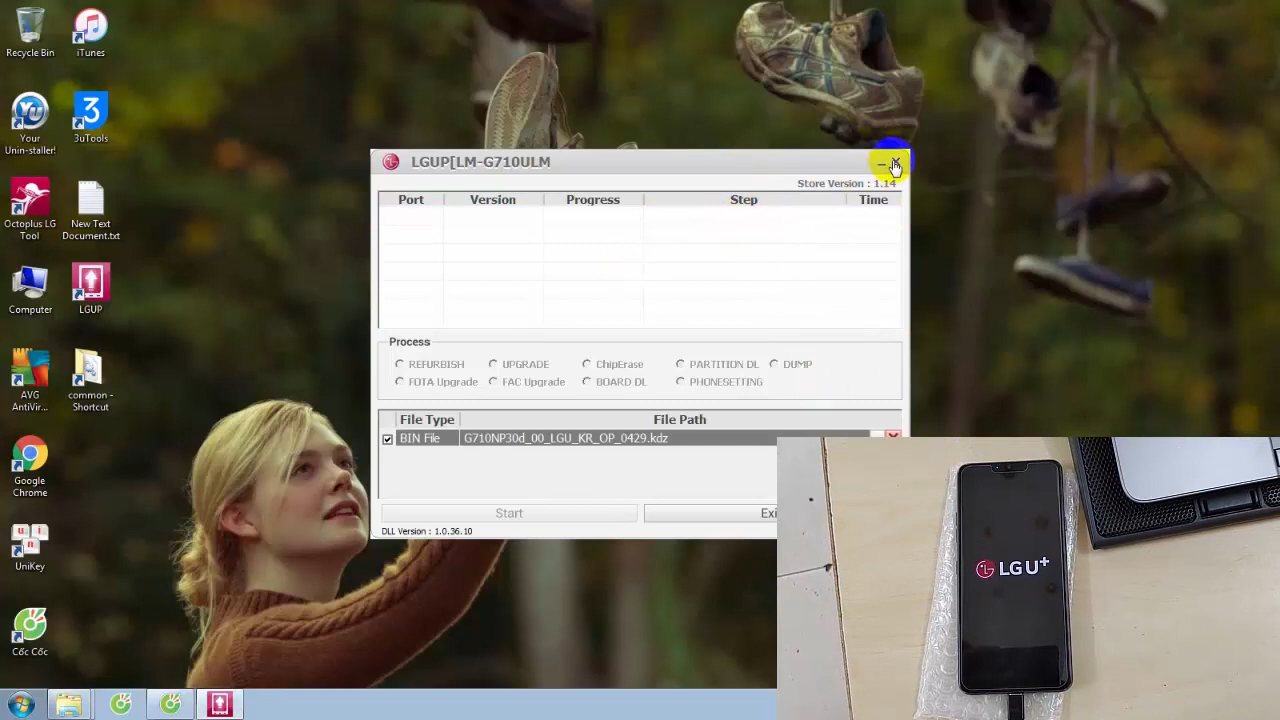 Recycle Bin
iTunes
Your
Unin-staller!
3uTools
Octoplus LG
Tool
New Text
Document.txt
Computer
LGUP
AVG
AntiVir...
common -
Shortcut
Google
Chrome
UniKey
Cốc Cốc
LGUP[LM-G710ULM
Store Version : 1.14
Port Version Progress Step Time
Process
REFURBISH UPGRADE ChipErase PARTITION DL DUMP
FOTA Upgrade FAC Upgrade BOARD DL PHONESETTING
File Type File Path
BIN File G710NP30d_00_LGU_KR_OP_0429.kdz
Start Exi
DLL Version : 1.0.36.10
LG U+